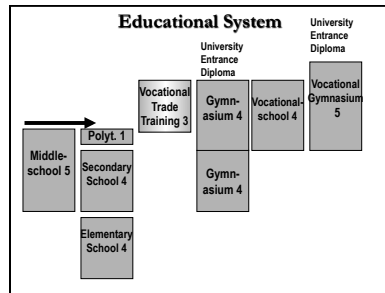 Educational System
University
Entrance
Diploma
University
Entrance
Diploma
Vocational
Trade
Training 3
Gymn-
asium 4
Vocational-
school 4
Vocational
Gymnasium
5
Polyt. 1
Middle-
school 5
Secondary
School 4
Gymn-
asium 4
Elementary
School 4